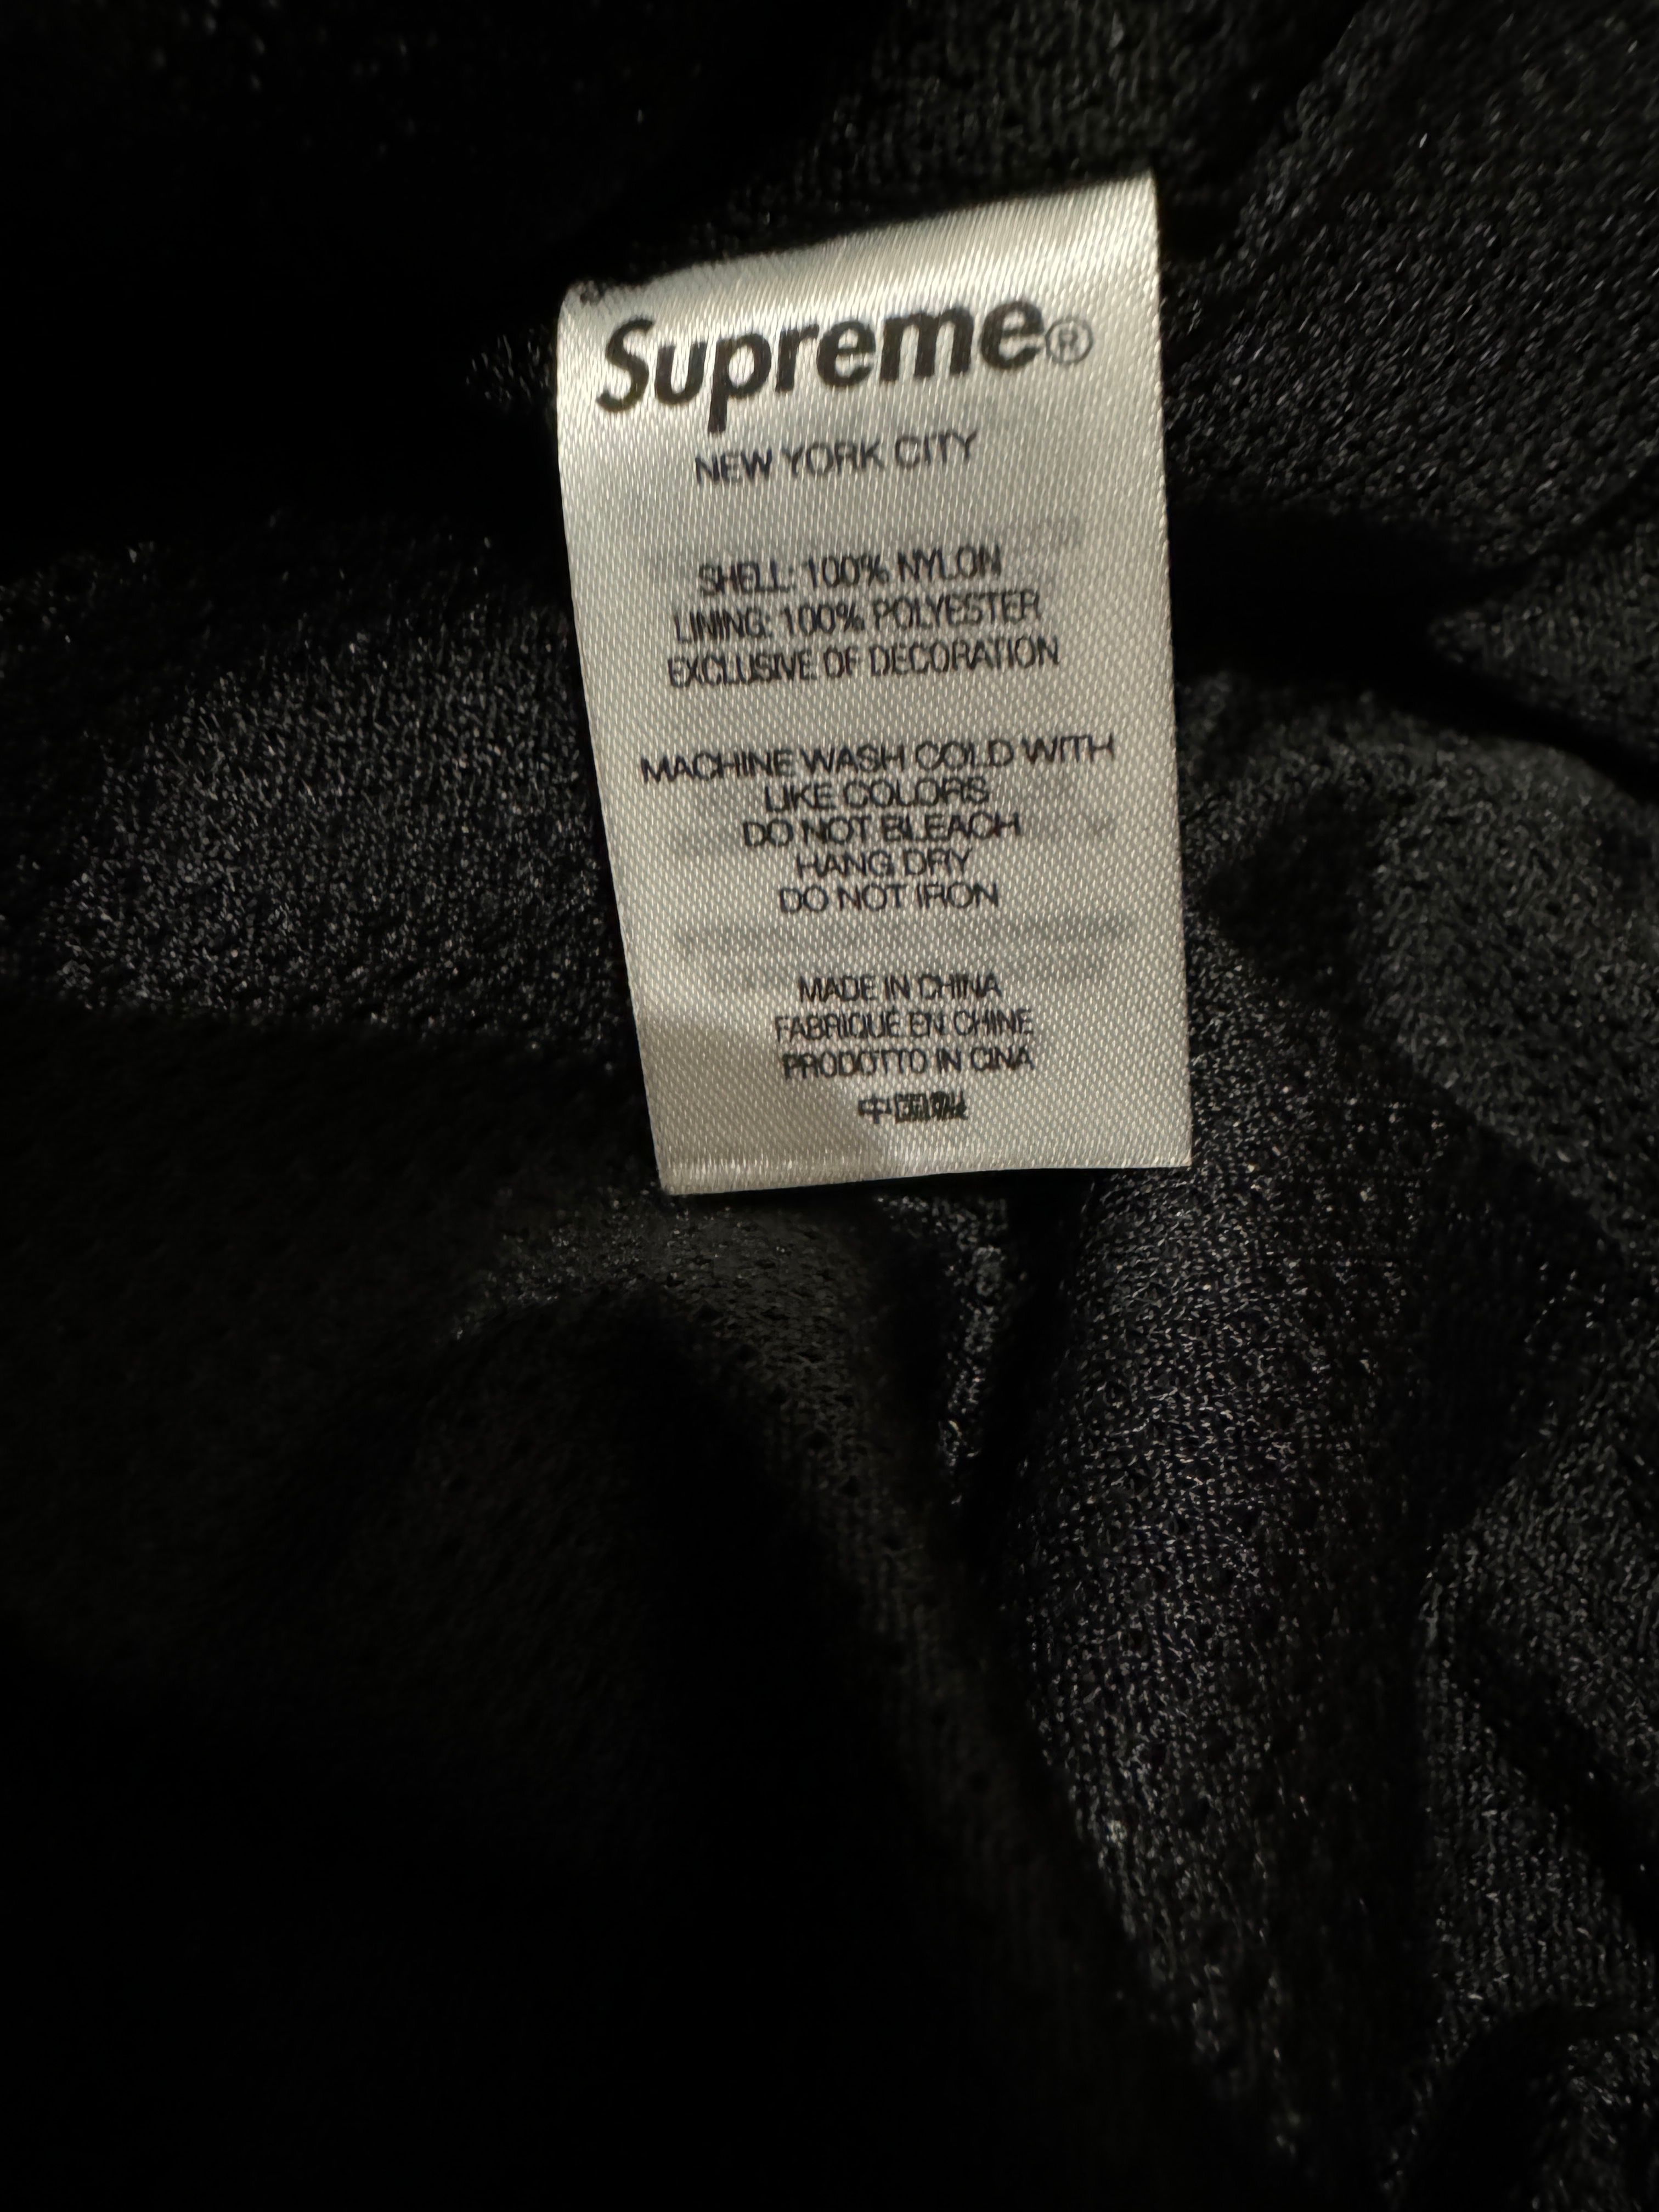 Supreme®
NEW YORK CITY
SHELL: 100% NYLON
LINING: 100% POLYESTER
EXCLUSIVE OF DECORATION
MACHINE WASH COLD WITH
LIKE COLORS
DO NOT BLEACH
HANG DRY
DO NOT IRON
MADE IN CHINA
FABRIQUÉ EN CHINE
PRODOTTO IN CINA
中国製